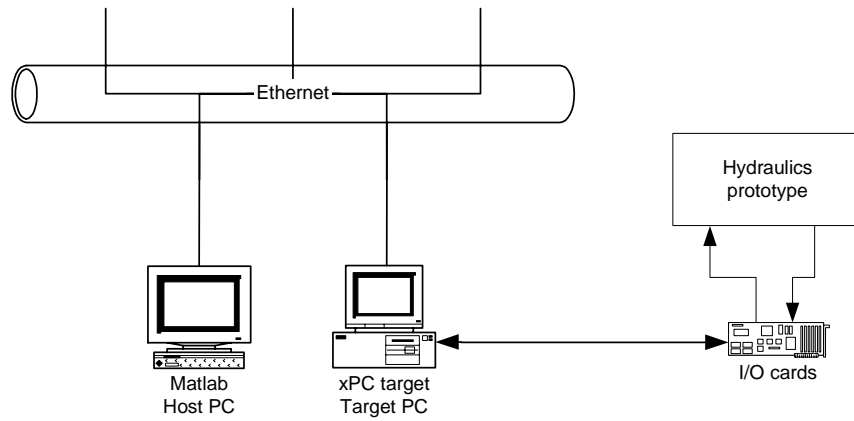 Ethernet
Hydraulics
prototype
Matlab
Host PC
xPC target
Target PC
I/O cards